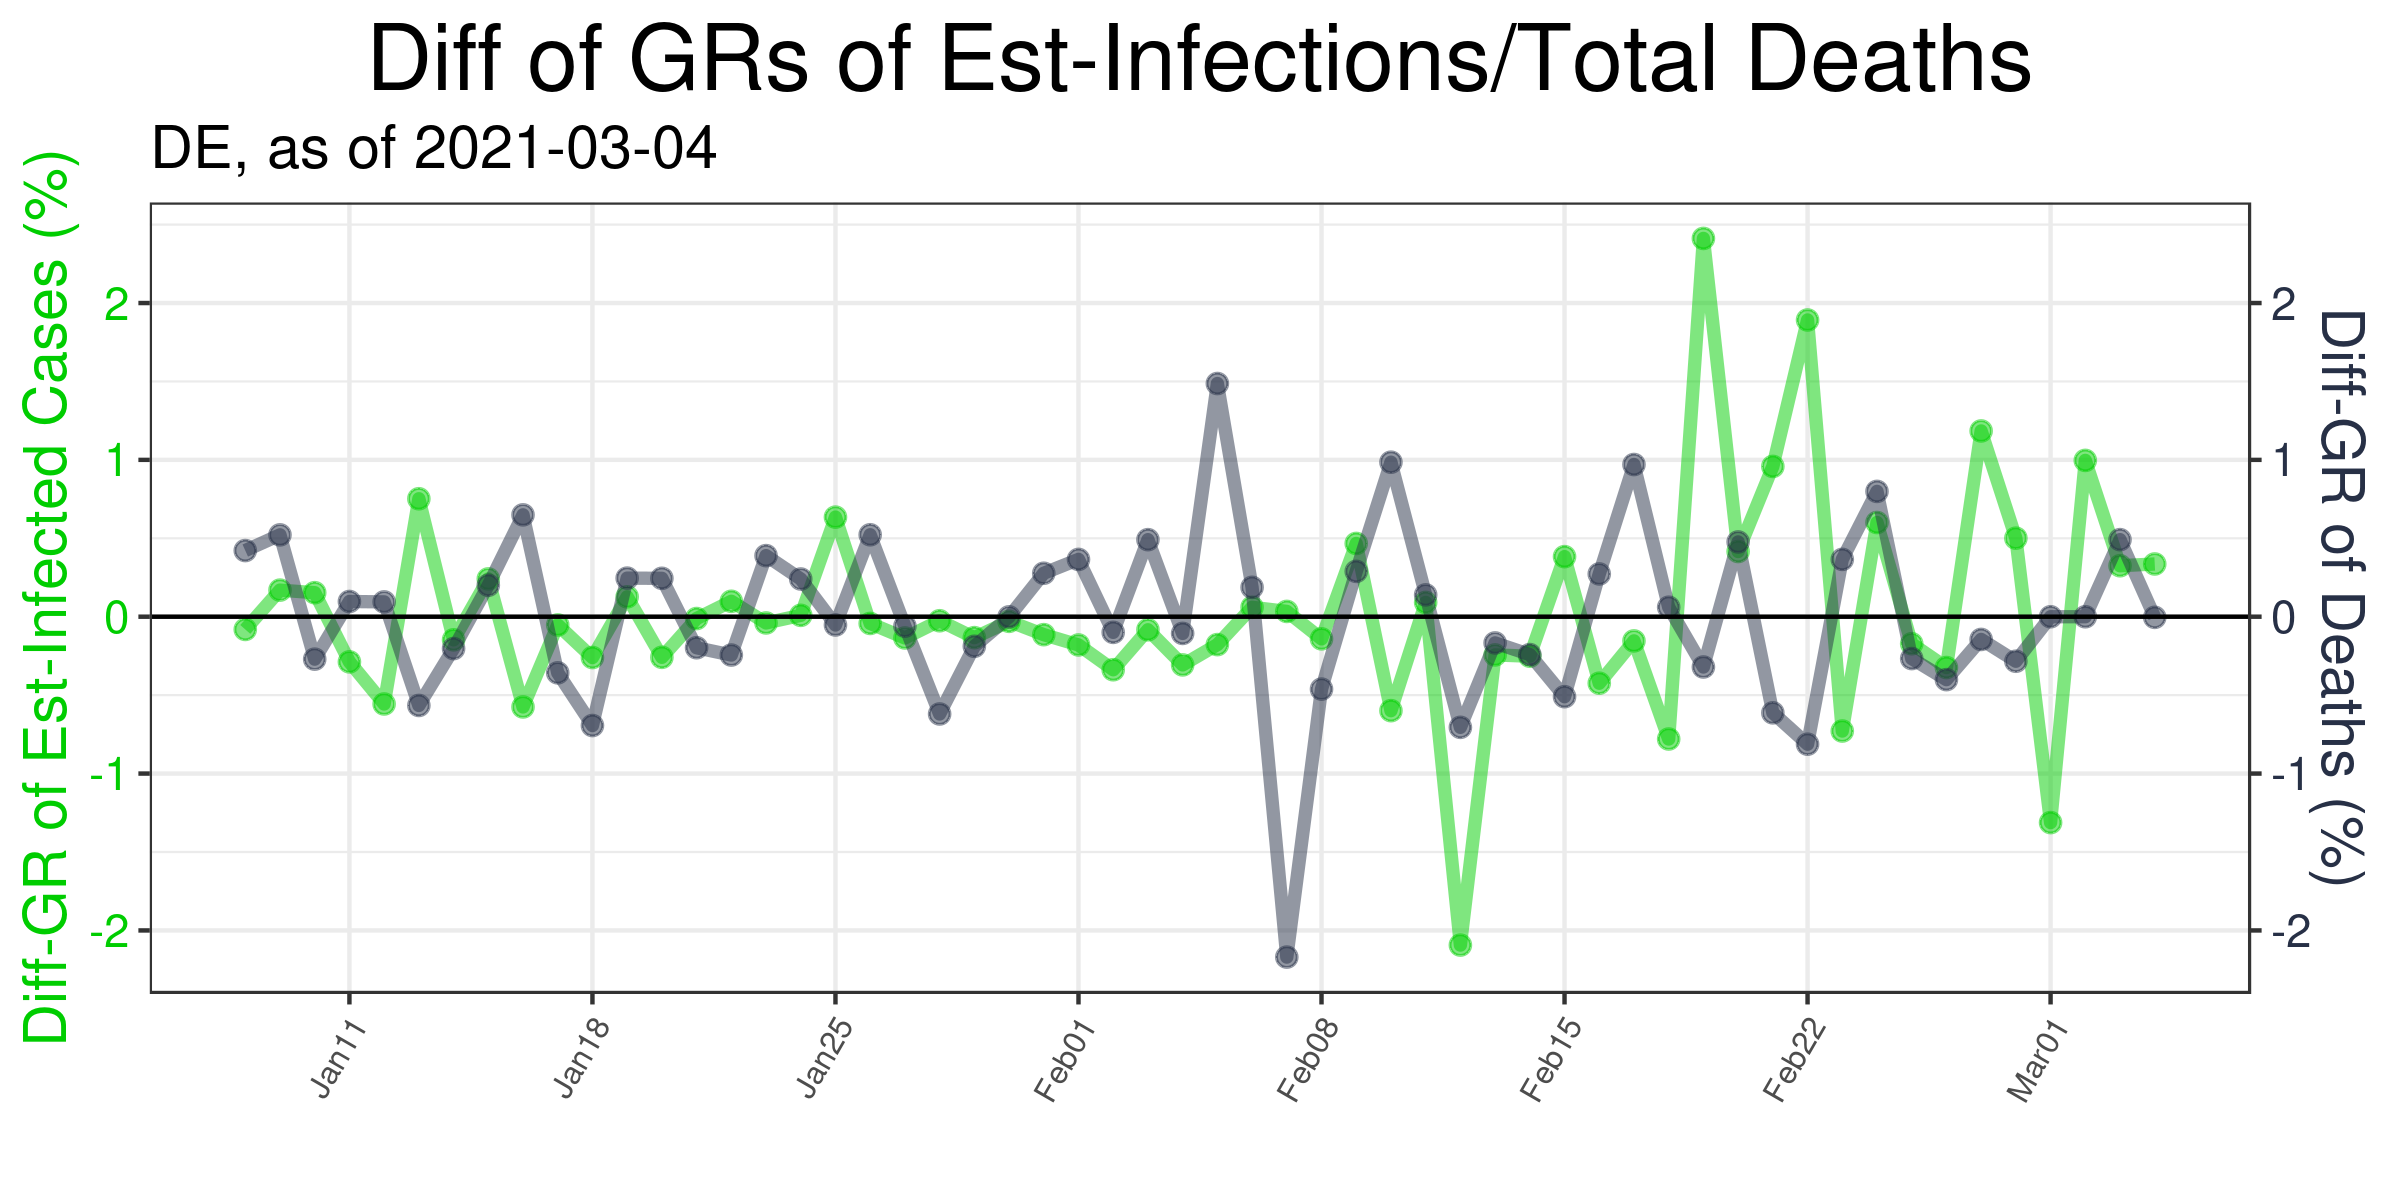 Diff of GRs of Est-Infections/Total Deaths
DE, as of 2021-03-04
Diff-GR of Est-Infected Cases (%)
2
1
0
-1
-2
2
1
0
-1
-2
Diff-GR of Deaths (%)
Jan11
Jan18
Jan25
Feb01
Feb08
Feb15
Feb22
Mar01